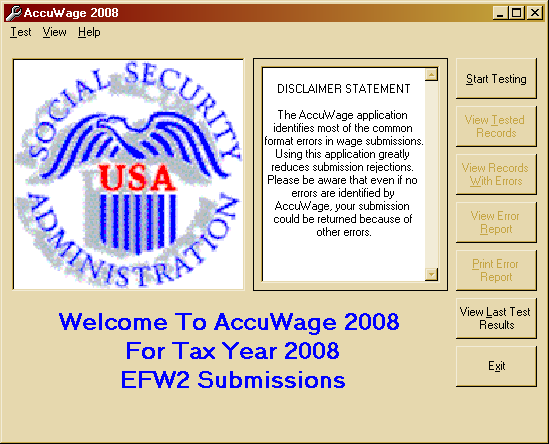 AccuWage 2008
Test View Help
SOCIAL SECURITY
USA
ADMINISTRATION
DISCLAIMER STATEMENT
The AccuWage application
identifies most of the common
format errors in wage submissions.
Using this application greatly
reduces submission rejections.
Please be aware that even if no
errors are identified by
AccuWage, your submission
could be returned because of
other errors.
Start Testing
View Tested
Records
View Records
With Errors
View Error
Report
Print Error
Report
View Last Test
Results
Exit
Welcome To AccuWage 2008
For Tax Year 2008
EFW2 Submissions